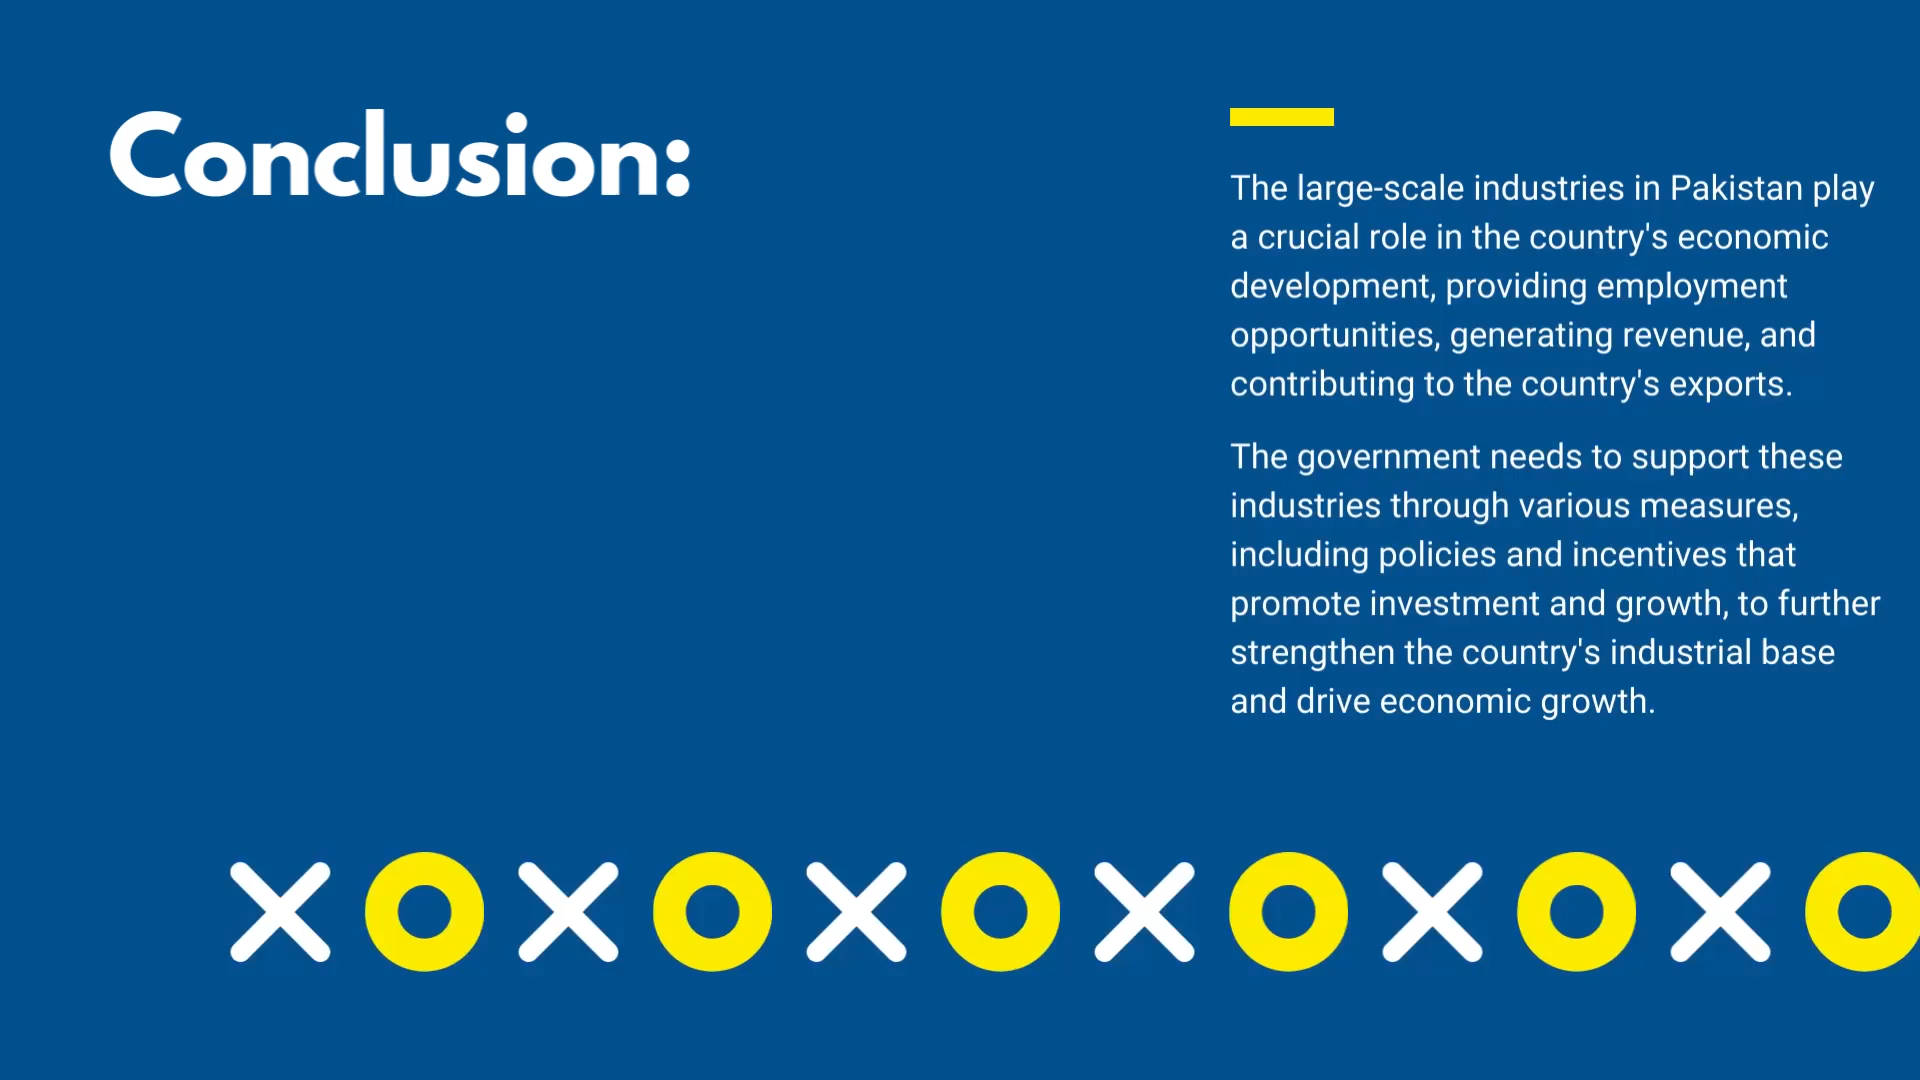 Conclusion:
The large-scale industries in Pakistan play
a crucial role in the country's economic
development, providing employment
opportunities, generating revenue, and
contributing to the country's exports.
The government needs to support these
industries through various measures,
including policies and incentives that
promote investment and growth, to further
strengthen the country's industrial base
and drive economic growth.